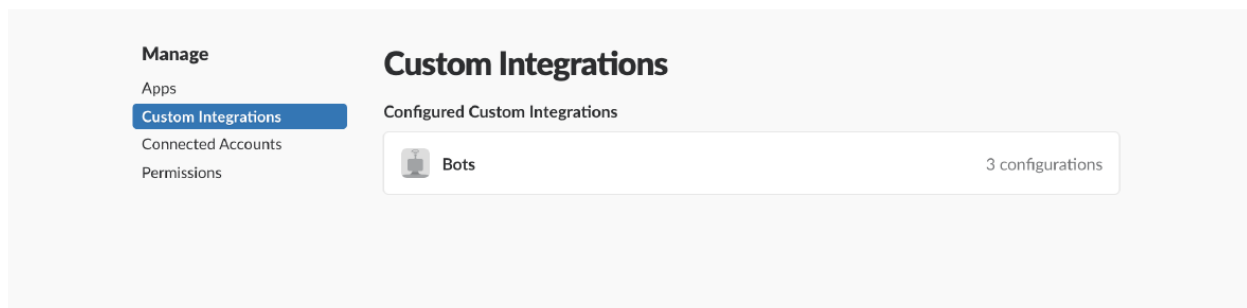 Manage
Apps
Custom Integrations
Connected Accounts
Permissions
Custom Integrations
Configured Custom Integrations
Bots 3 configurations